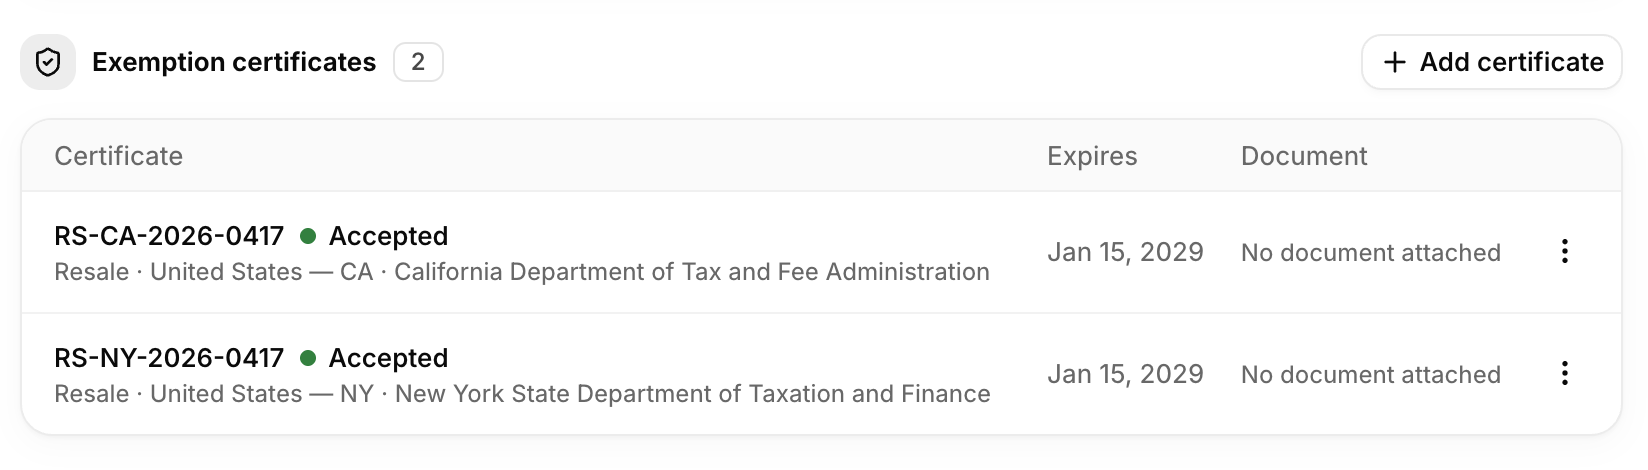 Exemption certificates 2
+ Add certificate
Certificate Expires Document
RS-CA-2026-0417 Accepted
Resale · United States — CA · California Department of Tax and Fee Administration
Jan 15, 2029 No document attached
RS-NY-2026-0417 Accepted
Resale · United States — NY · New York State Department of Taxation and Finance
Jan 15, 2029 No document attached